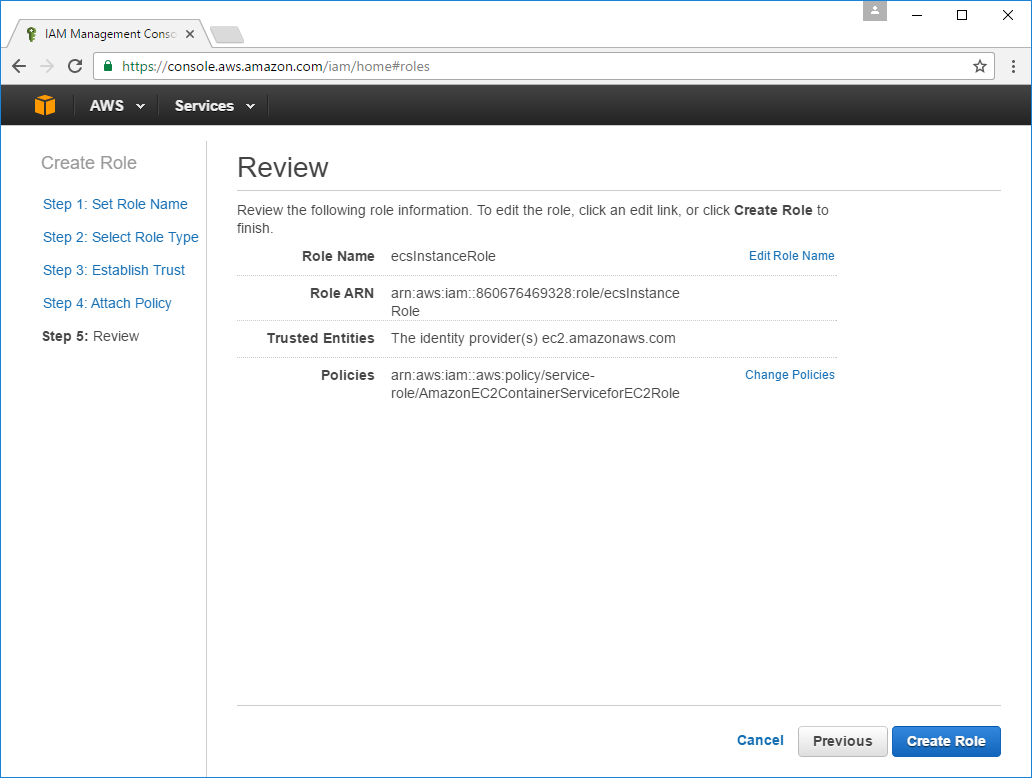 IAM Management Conso
https://console.aws.amazon.com/iam/home#roles
AWS
Services
Create Role
Step 1: Set Role Name
Step 2: Select Role Type
Step 3: Establish Trust
Step 4: Attach Policy
Step 5: Review
Review
Review the following role information. To edit the role, click an edit link, or click Create Role to
finish.
Role Name ecsInstanceRole Edit Role Name
Role ARN arn:aws:iam::860676469328:role/ecsInstance
Role
Trusted Entities The identity provider(s) ec2.amazonaws.com
Policies arn:aws:iam::aws:policy/service- Change Policies
role/AmazonEC2ContainerServiceforEC2Role
Cancel Previous Create Role